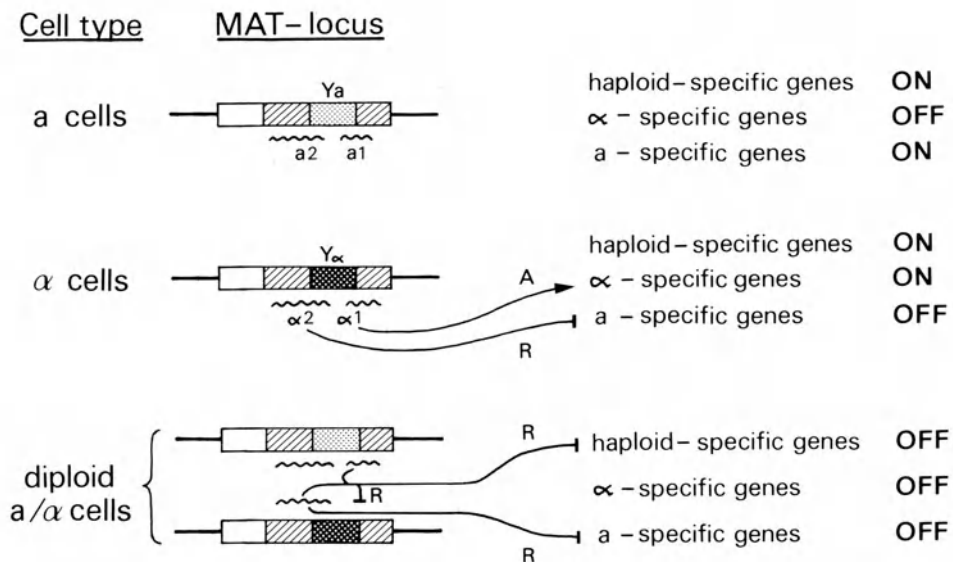 Cell type MAT-locus
Ya
a cells
a2 a1
haploid-specific genes ON
α-specific genes OFF
a-specific genes ON
Yα
α cells
α2 α1
A
R
haploid-specific genes ON
α-specific genes ON
a-specific genes OFF
diploid
a/α cells
R
R
R
haploid-specific genes OFF
α-specific genes OFF
a-specific genes OFF